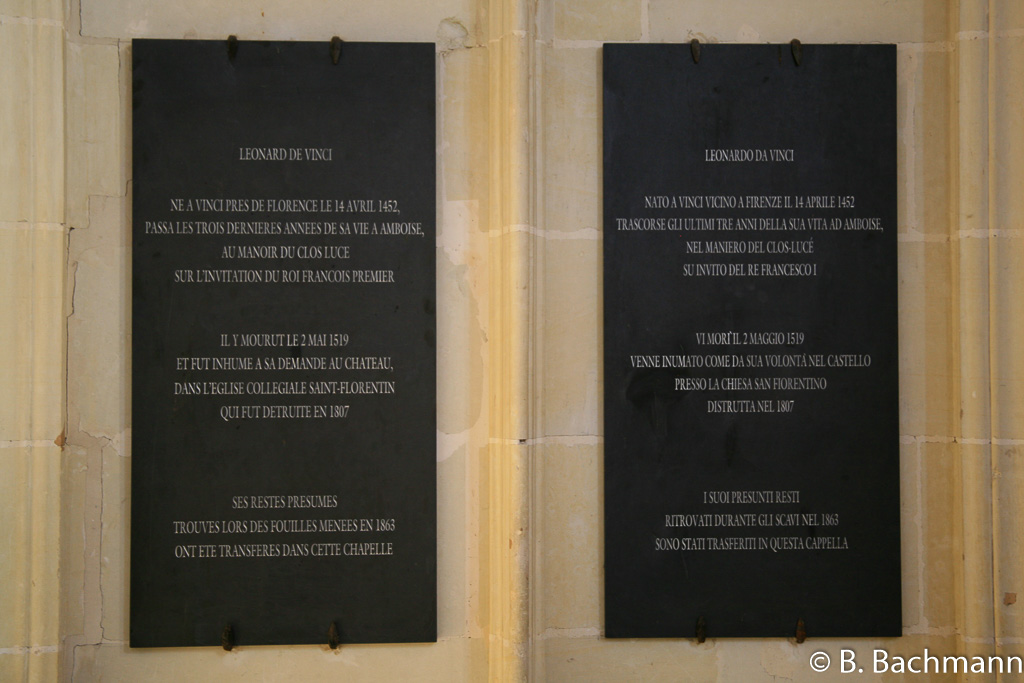 LEONARD DE VINCI
NE A VINCI PRES DE FLORENCE LE 14 AVRIL 1452,
PASSA LES TROIS DERNIERES ANNEES DE SA VIE A AMBOISE,
AU MANOIR DU CLOS LUCE
SUR L'INVITATION DU ROI FRANCOIS PREMIER
IL Y MOURUT LE 2 MAI 1519
ET FUT INHUME A SA DEMANDE AU CHATEAU,
DANS L'EGLISE COLLEGIALE SAINT-FLORENTIN
QUI FUT DETRUITE EN 1807
SES RESTES PRESUMES
TROUVES LORS DES FOUILLES MENEES EN 1863
ONT ETE TRANSFERES DANS CETTE CHAPELLE
LEONARDO DA VINCI
NATO A VINCI VICINO A FIRENZE IL 14 APRILE 1452
TRASCORSE GLI ULTIMI TRE ANNI DELLA SUA VITA AD AMBOISE,
NEL MANIERO DEL CLOS-LUCÉ
SU INVITO DEL RE FRANCESCO I
VI MORÌ IL 2 MAGGIO 1519
VENNE INUMATO COME DA SUA VOLONTÁ NEL CASTELLO
PRESSO LA CHIESA SAN FIORENTINO
DISTRUTTA NEL 1807
I SUOI PRESUNTI RESTI
RITROVATI DURANTE GLI SCAVI NEL 1863
SONO STATI TRASFERITI IN QUESTA CAPPELLA
© B. Bachmann